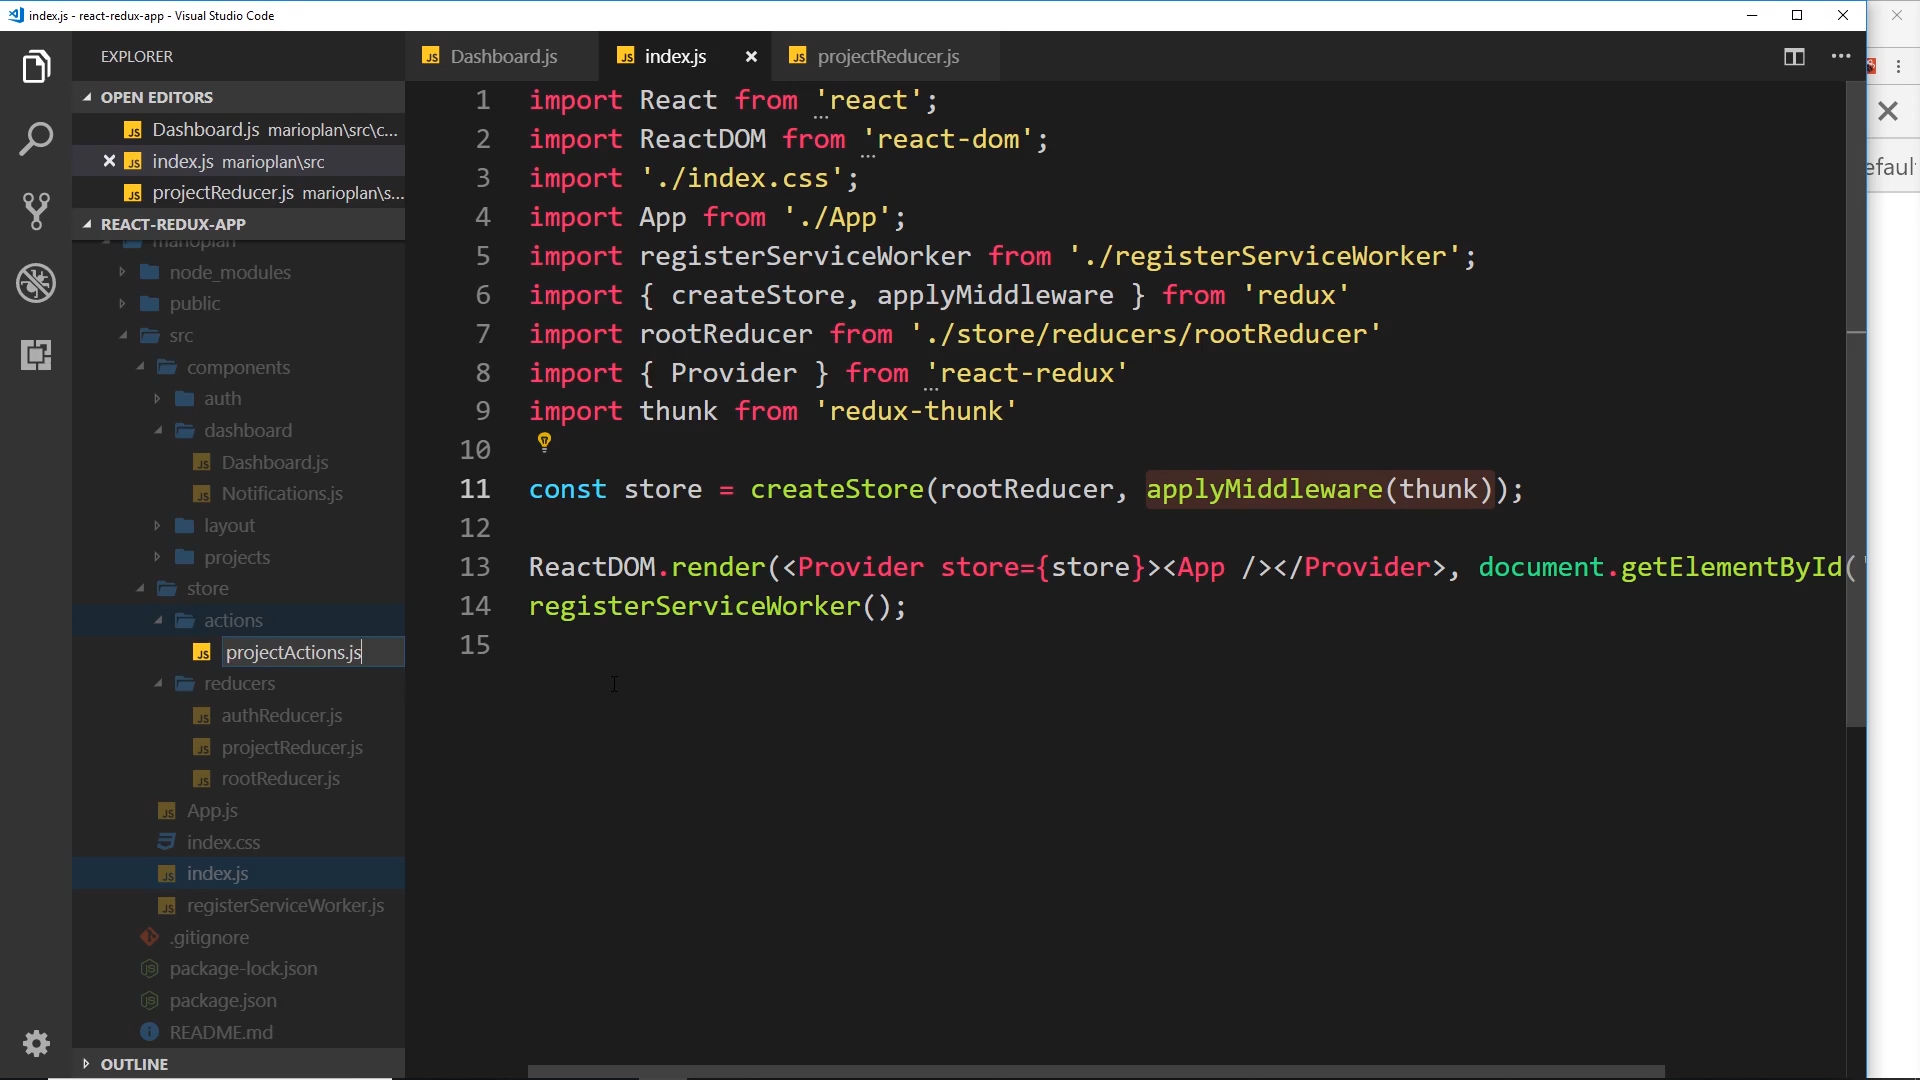 index.js - react-redux-app - Visual Studio Code
EXPLORER
OPEN EDITORS
Dashboard.js marioplan\src\c...
index.js marioplan\src
projectReducer.js marioplan\s...
REACT-REDUX-APP
marioplan
node_modules
public
src
components
auth
dashboard
Dashboard.js
Notifications.js
layout
projects
store
actions
projectActions.js
reducers
authReducer.js
projectReducer.js
rootReducer.js
App.js
index.css
index.js
registerServiceWorker.js
.gitignore
package-lock.json
package.json
README.md
OUTLINE
Dashboard.js index.js projectReducer.js
1 import React from 'react';
2 import ReactDOM from 'react-dom';
3 import './index.css';
4 import App from './App';
5 import registerServiceWorker from './registerServiceWorker';
6 import { createStore, applyMiddleware } from 'redux'
7 import rootReducer from './store/reducers/rootReducer'
8 import { Provider } from 'react-redux'
9 import thunk from 'redux-thunk'
10
11 const store = createStore(rootReducer, applyMiddleware(thunk));
12
13 ReactDOM.render(<Provider store={store}><App /></Provider>, document.getElementById('
14 registerServiceWorker();
15
efaul